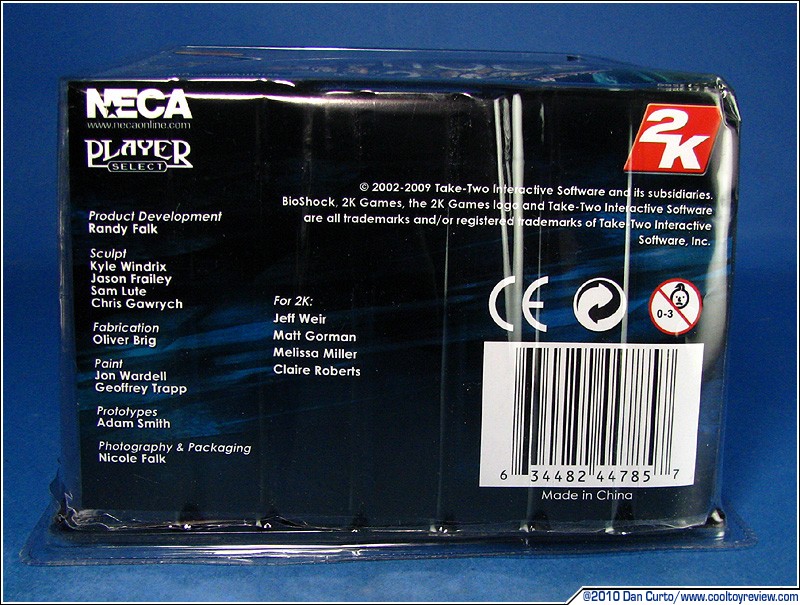 NECA
www.necaonline.com
PLAYER
SELECT
2K
© 2002-2009 Take-Two Interactive Software and its subsidiaries.
BioShock, 2K Games, the 2K Games logo and Take-Two Interactive Software
are all trademarks and/or registered trademarks of Take-Two Interactive
Software, Inc.
Product Development
Randy Falk
Sculpt
Kyle Windrix
Jason Frailey
Sam Lute
Chris Gawrych
Fabrication
Oliver Brig
Paint
Jon Wardell
Geoffrey Trapp
Prototypes
Adam Smith
Photography & Packaging
Nicole Falk
For 2K:
Jeff Weir
Matt Gorman
Melissa Miller
Claire Roberts
CE
0-3
6 34482 44785 7
Made in China
©2010 Dan Curto/www.cooltoyreview.com